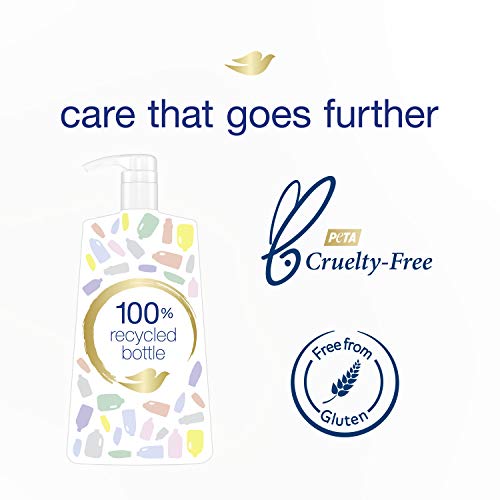 care that goes further
100%
recycled
bottle
PETA
Cruelty-Free
Free from
Gluten